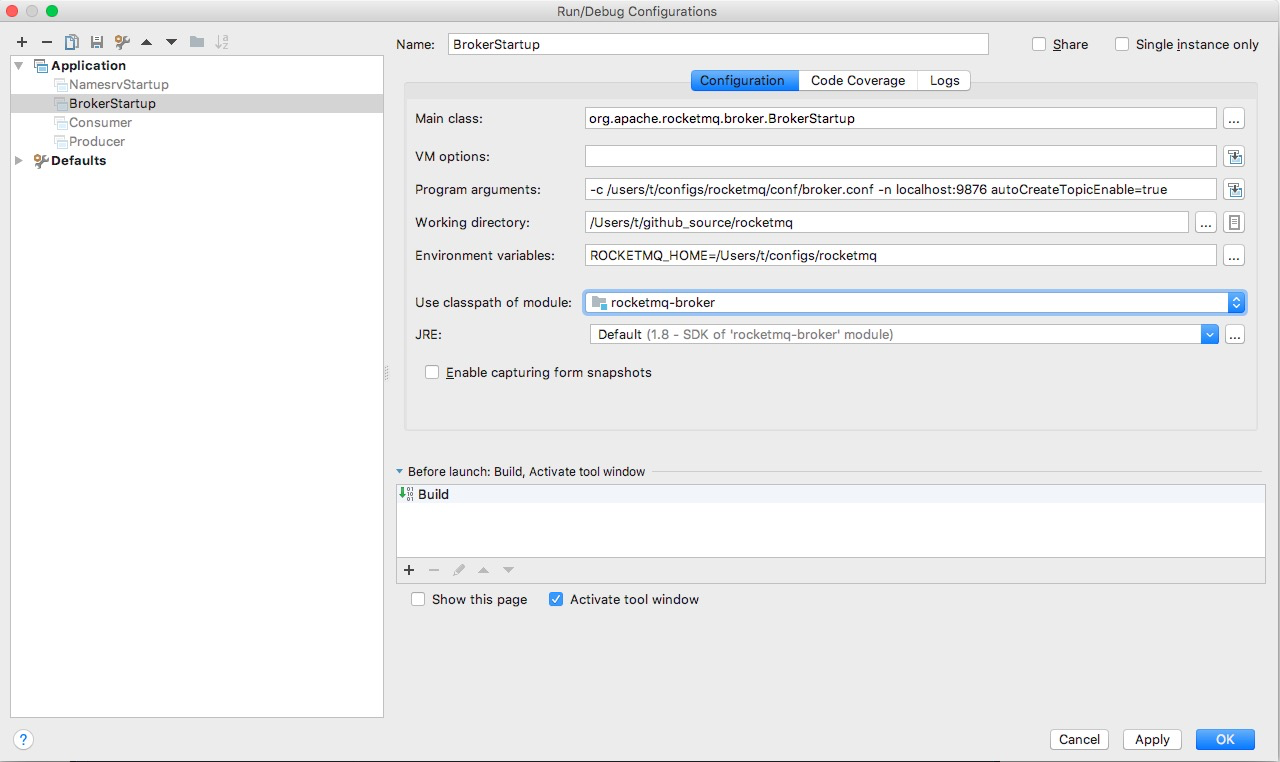 Run/Debug Configurations
Name: BrokerStartup
Share
Single instance only
Application
NamesrvStartup
BrokerStartup
Consumer
Producer
Defaults
Configuration
Code Coverage
Logs
Main class: org.apache.rocketmq.broker.BrokerStartup ...
VM options:
Program arguments: -c /users/t/configs/rocketmq/conf/broker.conf -n localhost:9876 autoCreateTopicEnable=true
Working directory: /Users/t/github_source/rocketmq ...
Environment variables: ROCKETMQ_HOME=/Users/t/configs/rocketmq ...
Use classpath of module: rocketmq-broker
JRE: Default (1.8 - SDK of 'rocketmq-broker' module) ...
Enable capturing form snapshots
Before launch: Build, Activate tool window
Build
Show this page
Activate tool window
?
Cancel
Apply
OK